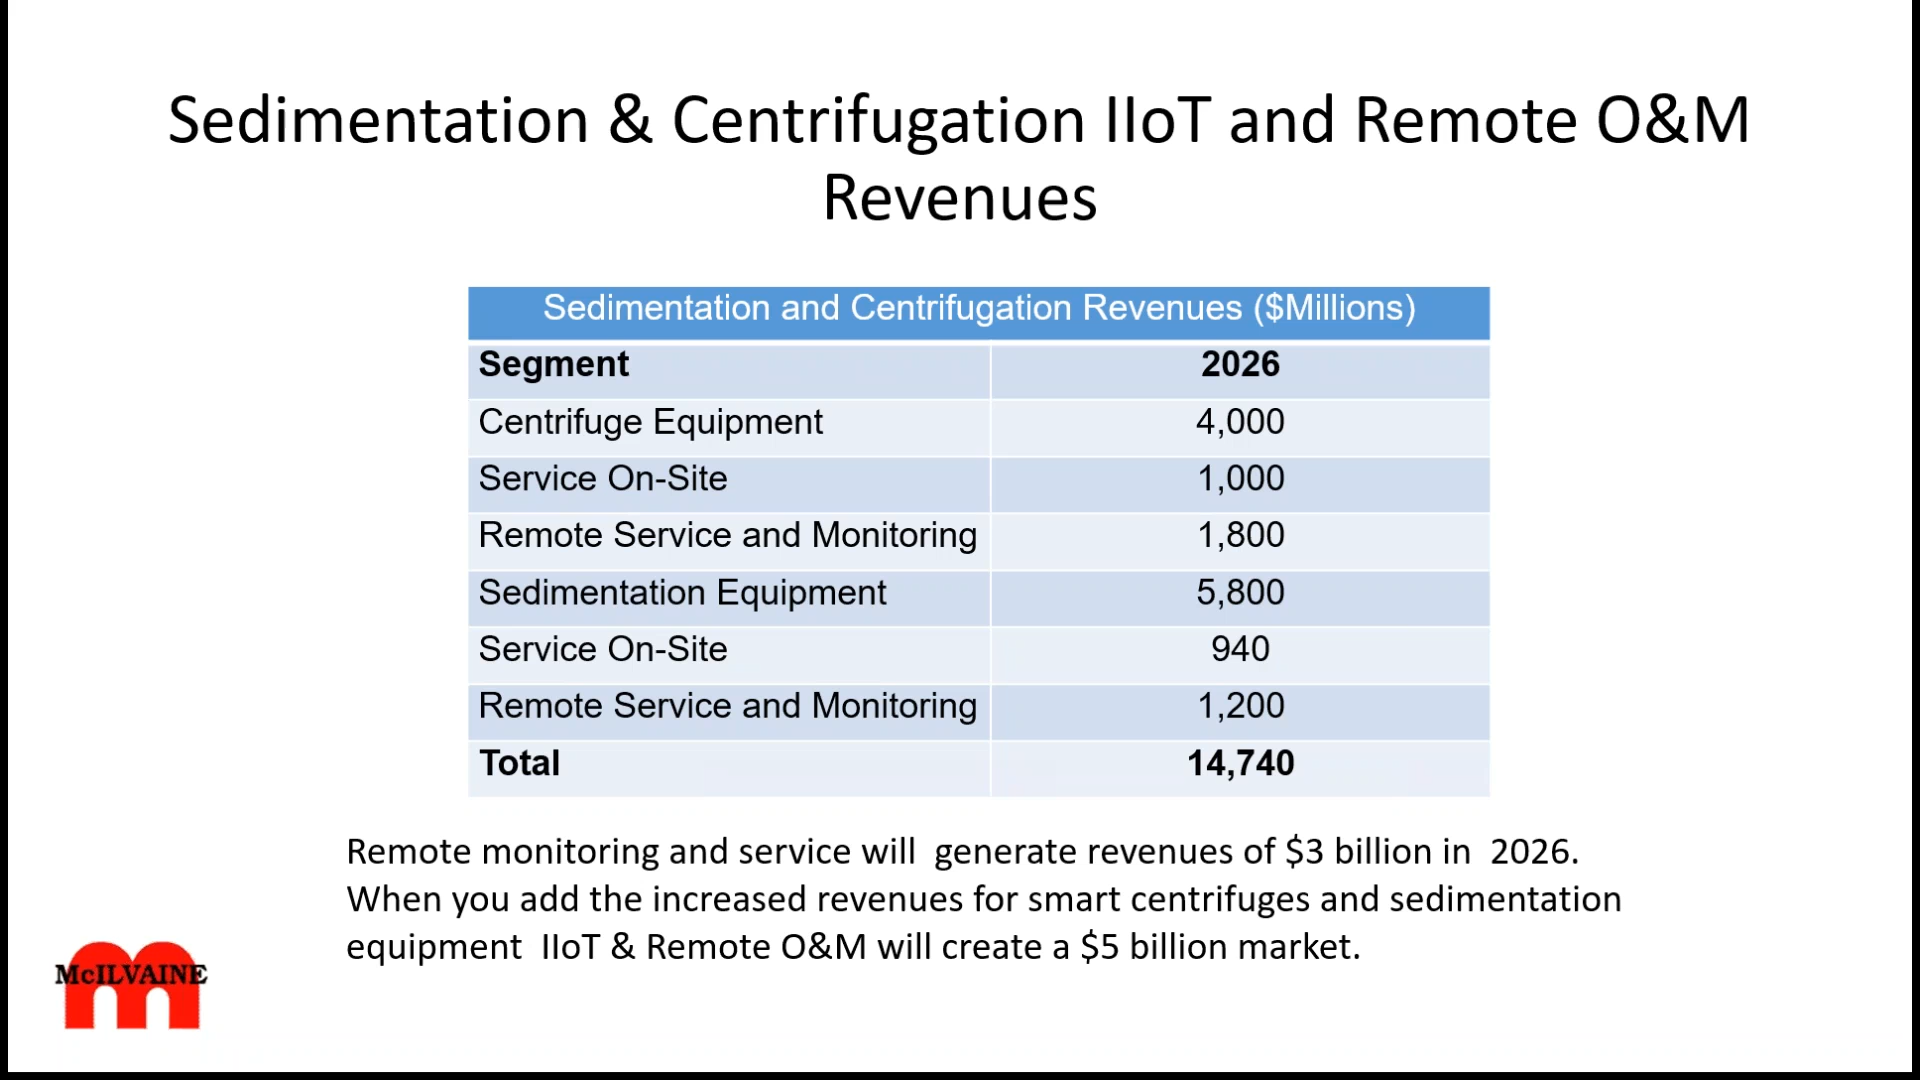 Sedimentation & Centrifugation IIoT and Remote O&M
Revenues
Sedimentation and Centrifugation Revenues ($Millions)
Segment 2026
Centrifuge Equipment 4,000
Service On-Site 1,000
Remote Service and Monitoring 1,800
Sedimentation Equipment 5,800
Service On-Site 940
Remote Service and Monitoring 1,200
Total 14,740
Remote monitoring and service will generate revenues of $3 billion in 2026.
When you add the increased revenues for smart centrifuges and sedimentation
equipment IIoT & Remote O&M will create a $5 billion market.
McILVAINE